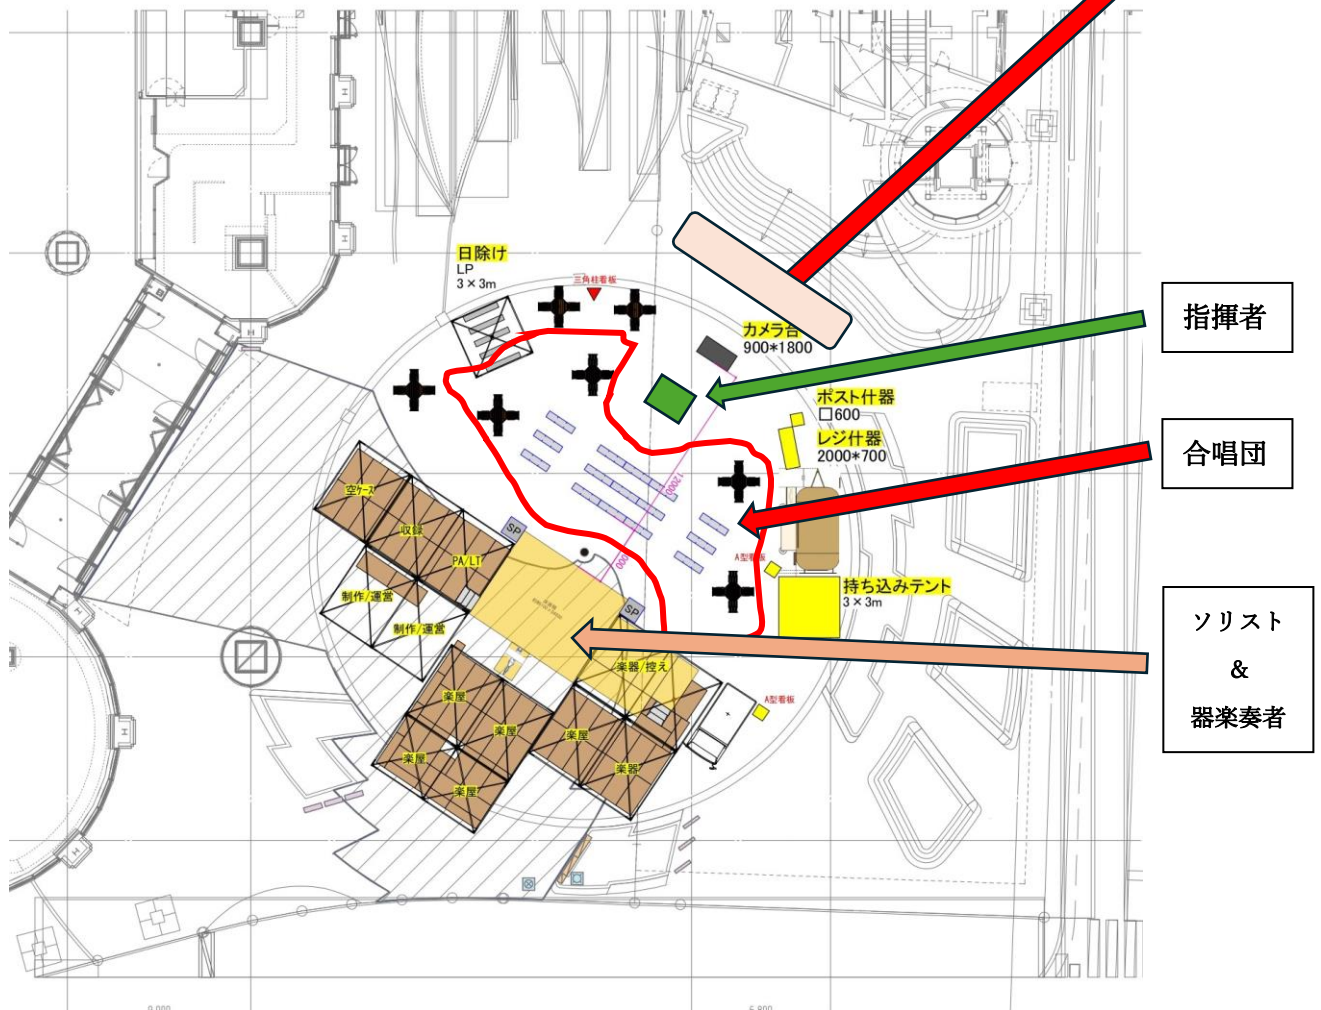 日除け
LP
3×3m
三角柱看板
カメラ台
900*1800
指揮者
ポスト什器
□600
レジ什器
2000*700
合唱団
12000
空ケース
収録
PA/LT
SP
SP
A型看板
持ち込みテント
3×3m
制作/運営
制作/運営
楽器/控え
ソリスト
&
器楽奏者
A型看板
楽屋
楽屋
楽屋
楽屋
楽屋
楽器
H
H
H
H
H
H
H